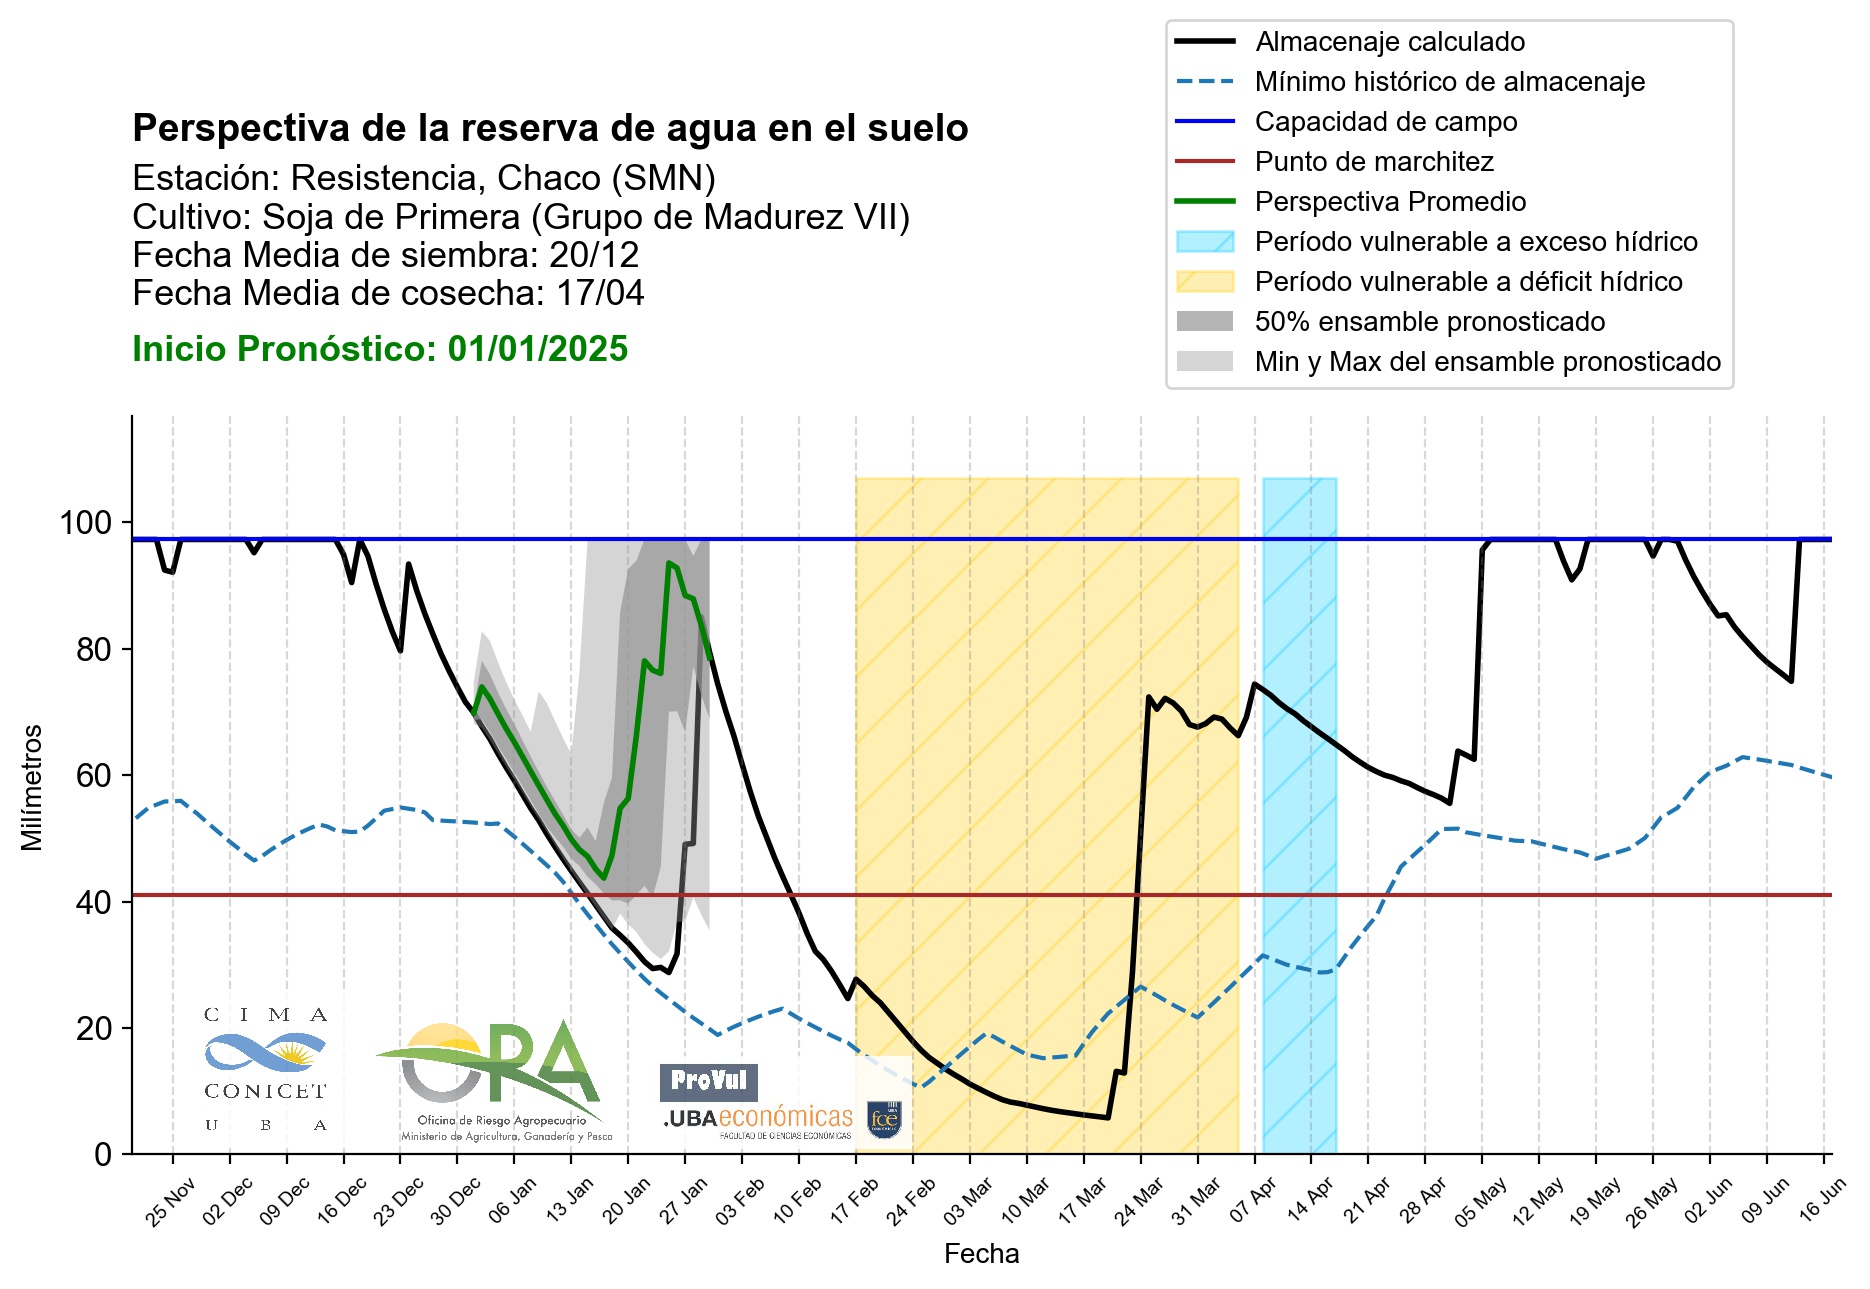 Almacenaje calculado
Mínimo histórico de almacenaje
Capacidad de campo
Punto de marchitez
Perspectiva Promedio
Período vulnerable a exceso hídrico
Período vulnerable a déficit hídrico
50% ensamble pronosticado
Min y Max del ensamble pronosticado
Perspectiva de la reserva de agua en el suelo
Estación: Resistencia, Chaco (SMN)
Cultivo: Soja de Primera (Grupo de Madurez VII)
Fecha Media de siembra: 20/12
Fecha Media de cosecha: 17/04
Inicio Pronóstico: 01/01/2025
Milímetros
100
80
60
40
20
0
CIMA
CONICET
UBA
ORA
Oficina de Riesgo Agropecuario
Ministerio de Agricultura, Ganadería y Pesca
ProVul
.UBAeconómicas
FACULTAD DE CIENCIAS ECONÓMICAS
UBA
fce
ECONÓMICAS
25 Nov
02 Dec
09 Dec
16 Dec
23 Dec
30 Dec
06 Jan
13 Jan
20 Jan
27 Jan
03 Feb
10 Feb
17 Feb
24 Feb
03 Mar
10 Mar
17 Mar
24 Mar
31 Mar
07 Apr
14 Apr
21 Apr
28 Apr
05 May
12 May
19 May
26 May
02 Jun
09 Jun
16 Jun
Fecha